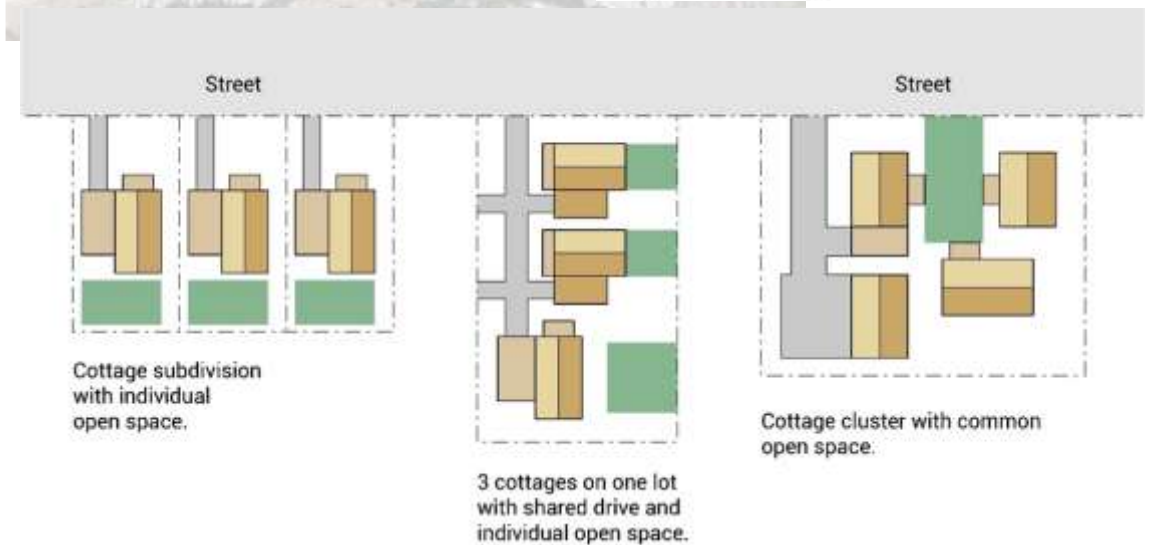 Street
Street
Cottage subdivision
with individual
open space.
3 cottages on one lot
with shared drive and
individual open space.
Cottage cluster with common
open space.